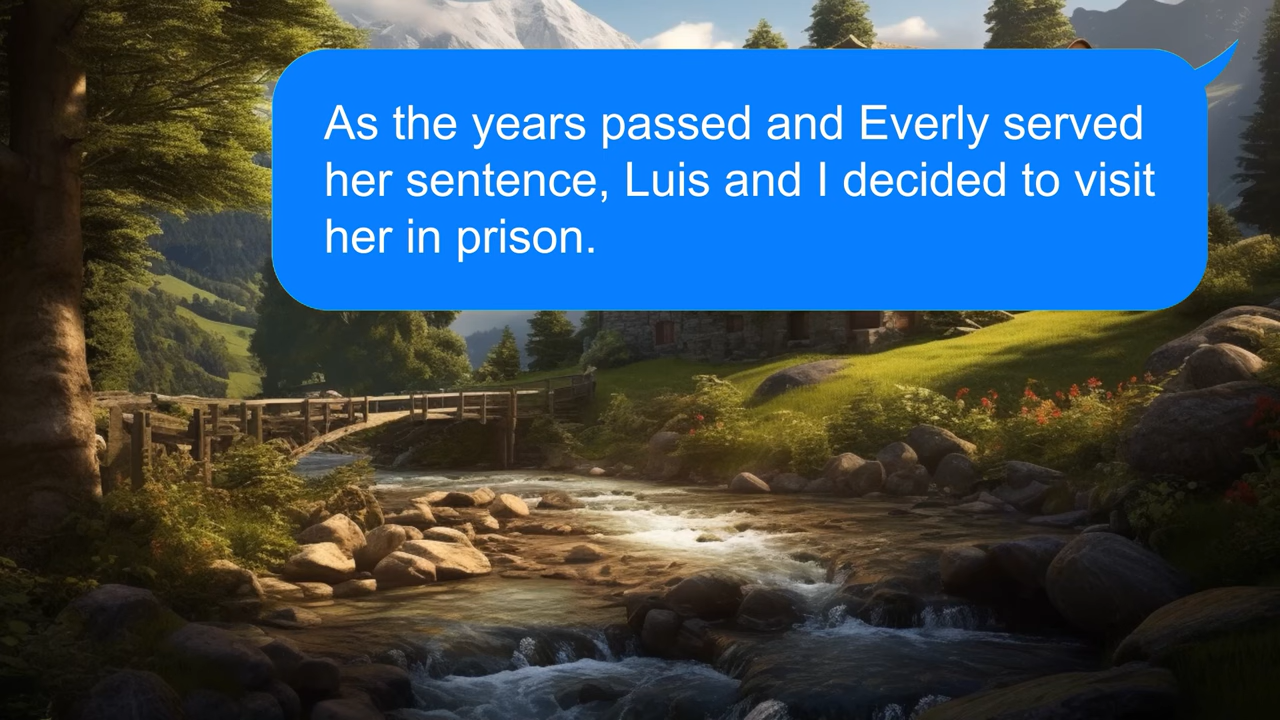 As the years passed and Everly served
her sentence, Luis and I decided to visit
her in prison.